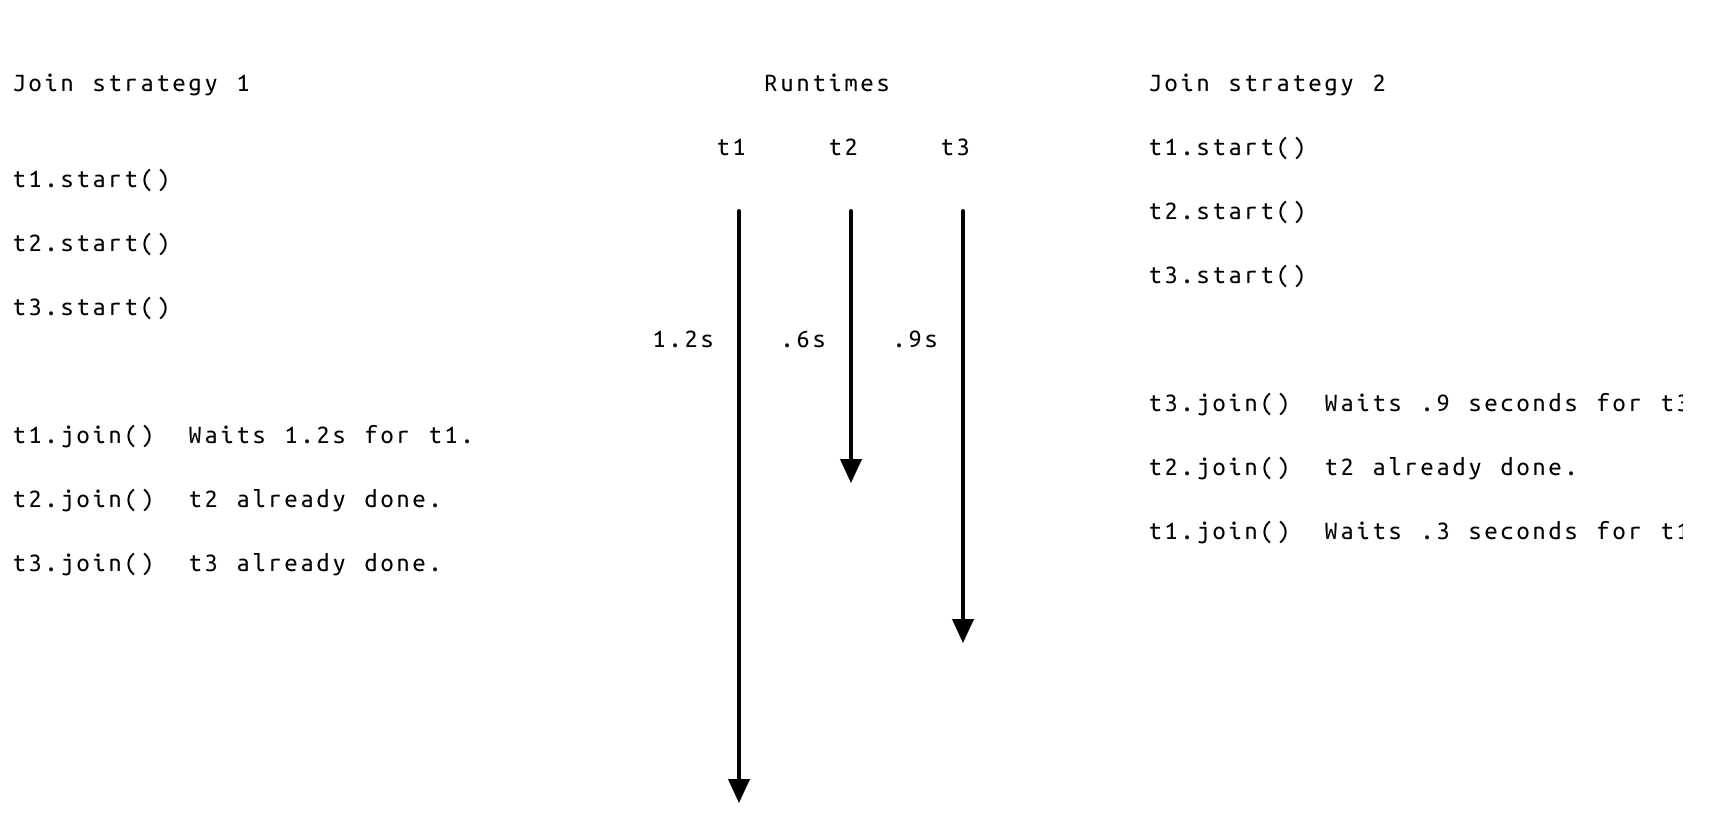 Join strategy 1
t1.start()
t2.start()
t3.start()
t1.join() Waits 1.2s for t1.
t2.join() t2 already done.
t3.join() t3 already done.
Runtimes
t1 t2 t3
1.2s .6s .9s
Join strategy 2
t1.start()
t2.start()
t3.start()
t3.join() Waits .9 seconds for t3
t2.join() t2 already done.
t1.join() Waits .3 seconds for t1